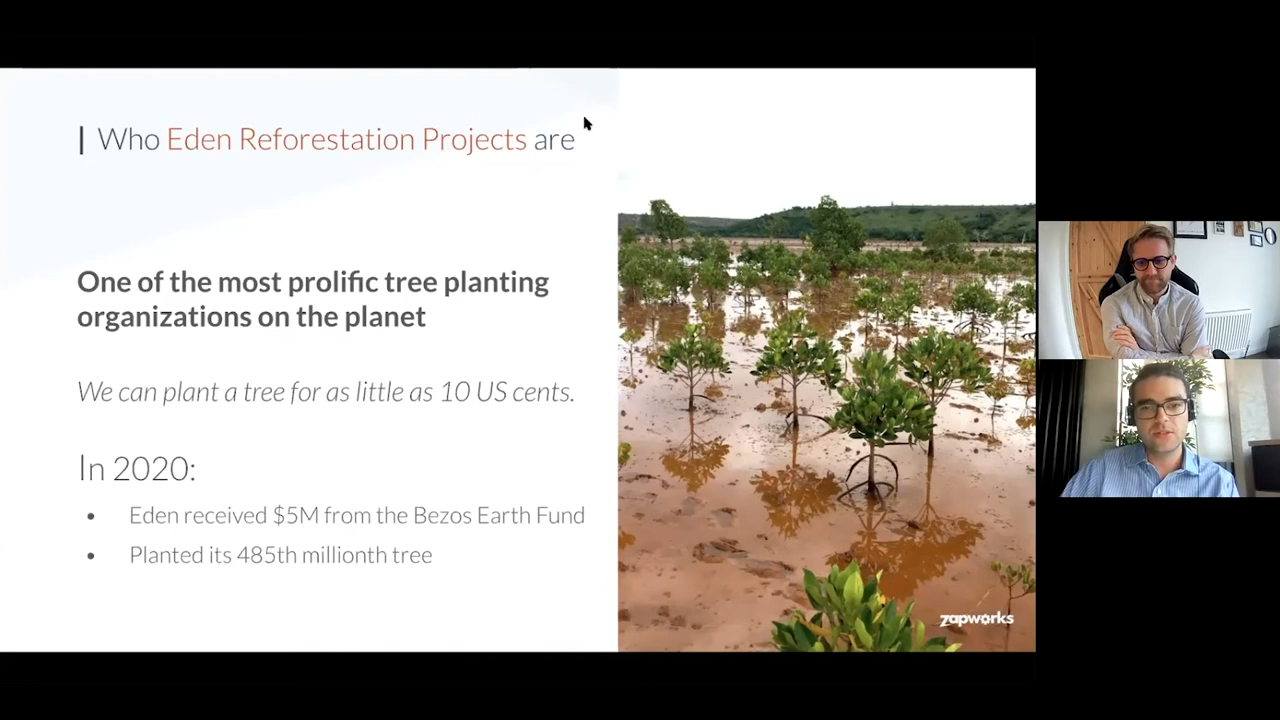 Who Eden Reforestation Projects are
One of the most prolific tree planting
organizations on the planet
We can plant a tree for as little as 10 US cents.
In 2020:
• Eden received $5M from the Bezos Earth Fund
• Planted its 485th millionth tree
zapworks